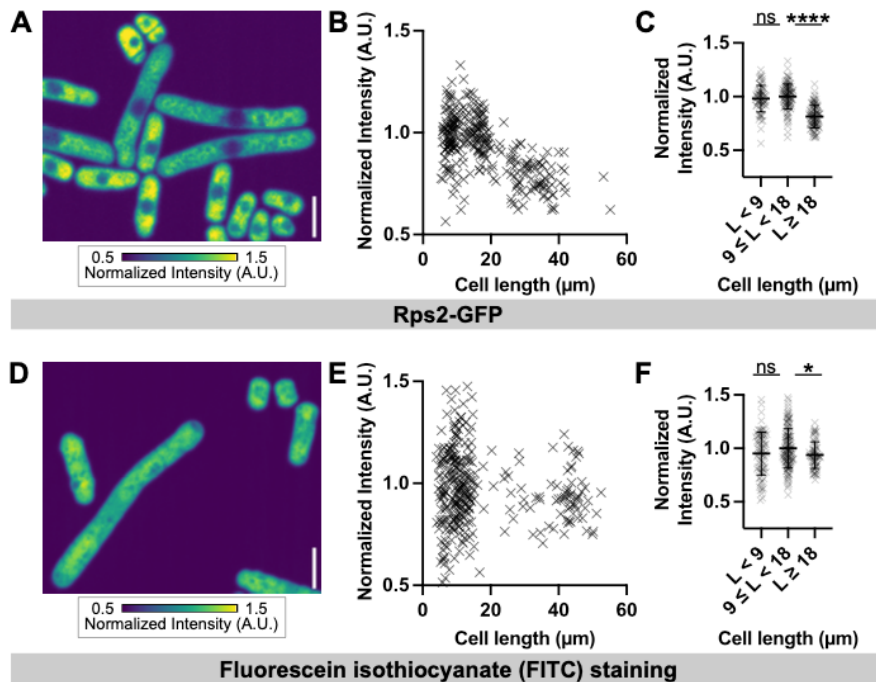 A
0.5 1.5
Normalized Intensity (A.U.)
B
Normalized Intensity (A.U.)
1.5
1.0
0.5
0 20 40 60
Cell length (µm)
C
ns ****
Normalized
Intensity (A.U.)
1.5
1.0
0.5
L < 9
9 ≤ L < 18
L ≥ 18
Cell length (µm)
Rps2-GFP
D
0.5 1.5
Normalized Intensity (A.U.)
E
Normalized Intensity (A.U.)
1.5
1.0
0.5
0 20 40 60
Cell length (µm)
F
ns *
Normalized
Intensity (A.U.)
1.5
1.0
0.5
L < 9
9 ≤ L < 18
L ≥ 18
Cell length (µm)
Fluorescein isothiocyanate (FITC) staining